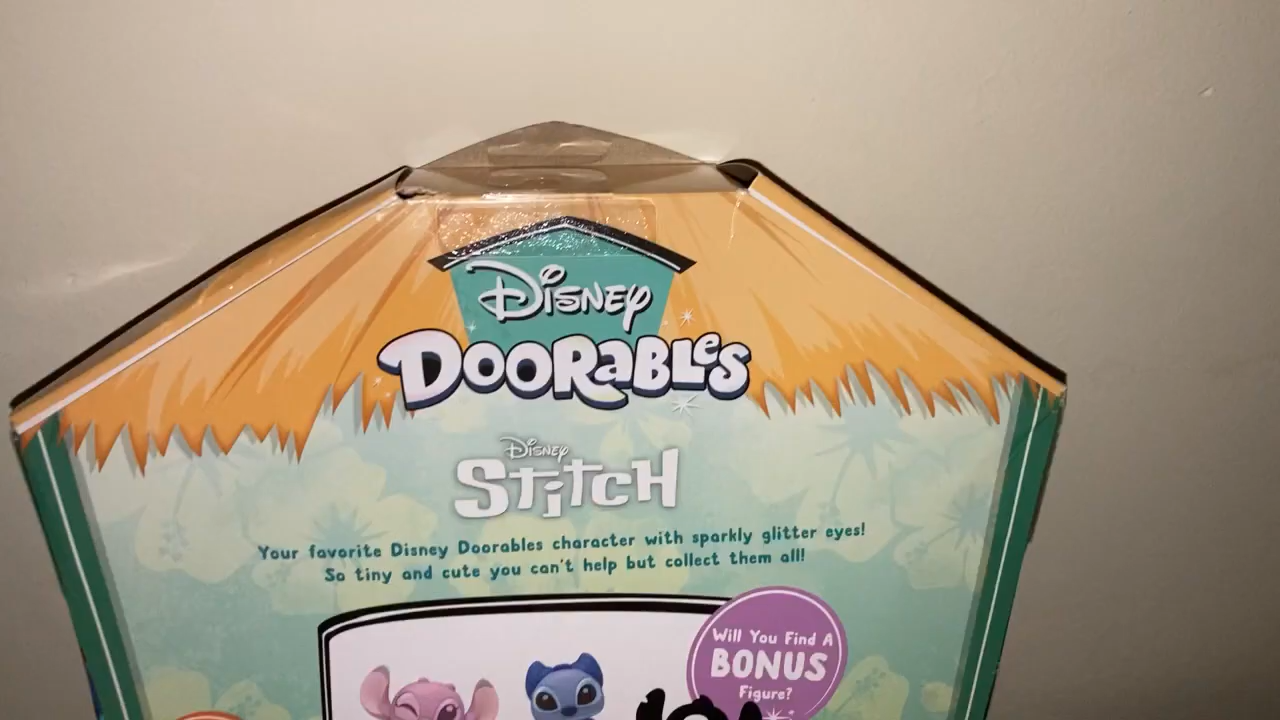 Disney
Doorables
Disney
Stitch
Your favorite Disney Doorables character with sparkly glitter eyes!
So tiny and cute you can't help but collect them all!
Will You Find A
BONUS
Figure?